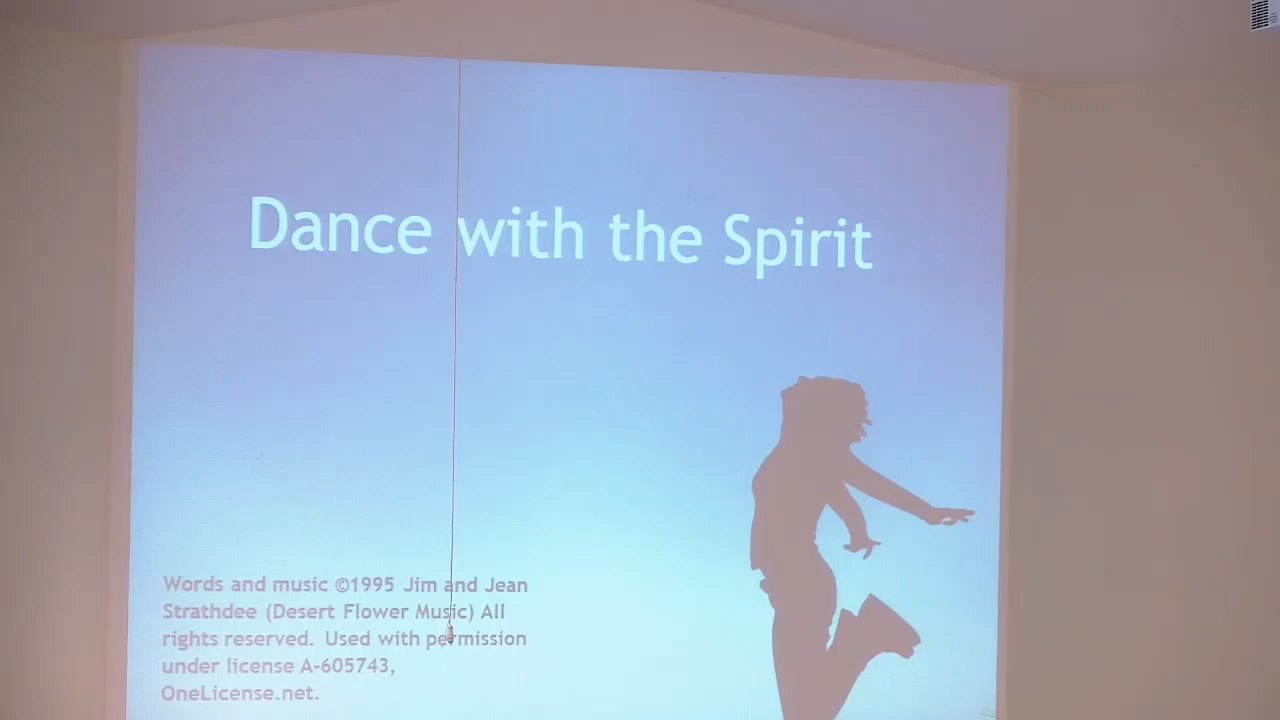 Dance with the Spirit
Words and music ©1995 Jim and Jean
Strathdee (Desert Flower Music) All
rights reserved. Used with permission
under license A-605743,
OneLicense.net.